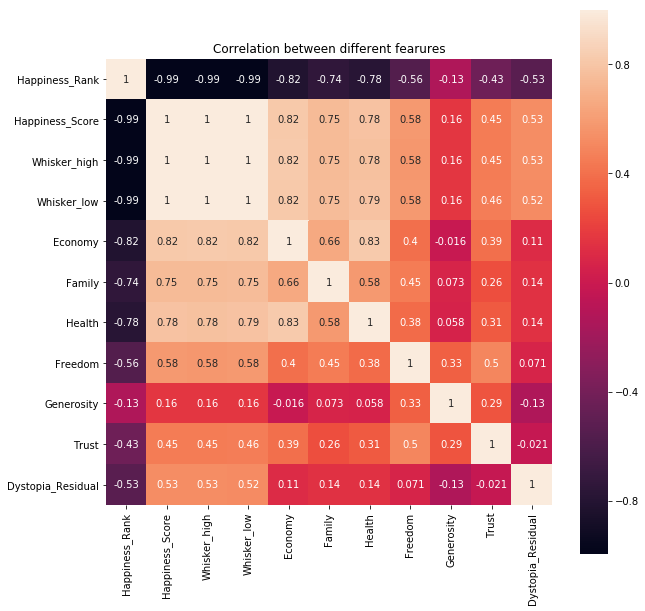 Correlation between different fearures
Happiness_Rank 1 -0.99 -0.99 -0.99 -0.82 -0.74 -0.78 -0.56 -0.13 -0.43 -0.53
Happiness_Score -0.99 1 1 1 0.82 0.75 0.78 0.58 0.16 0.45 0.53
Whisker_high -0.99 1 1 1 0.82 0.75 0.78 0.58 0.16 0.45 0.53
Whisker_low -0.99 1 1 1 0.82 0.75 0.79 0.58 0.16 0.46 0.52
Economy -0.82 0.82 0.82 0.82 1 0.66 0.83 0.4 -0.016 0.39 0.11
Family -0.74 0.75 0.75 0.75 0.66 1 0.58 0.45 0.073 0.26 0.14
Health -0.78 0.78 0.78 0.79 0.83 0.58 1 0.38 0.058 0.31 0.14
Freedom -0.56 0.58 0.58 0.58 0.4 0.45 0.38 1 0.33 0.5 0.071
Generosity -0.13 0.16 0.16 0.16 -0.016 0.073 0.058 0.33 1 0.29 -0.13
Trust -0.43 0.45 0.45 0.46 0.39 0.26 0.31 0.5 0.29 1 -0.021
Dystopia_Residual -0.53 0.53 0.53 0.52 0.11 0.14 0.14 0.071 -0.13 -0.021 1
Happiness_Rank
Happiness_Score
Whisker_high
Whisker_low
Economy
Family
Health
Freedom
Generosity
Trust
Dystopia_Residual
0.8
0.4
0.0
−0.4
−0.8